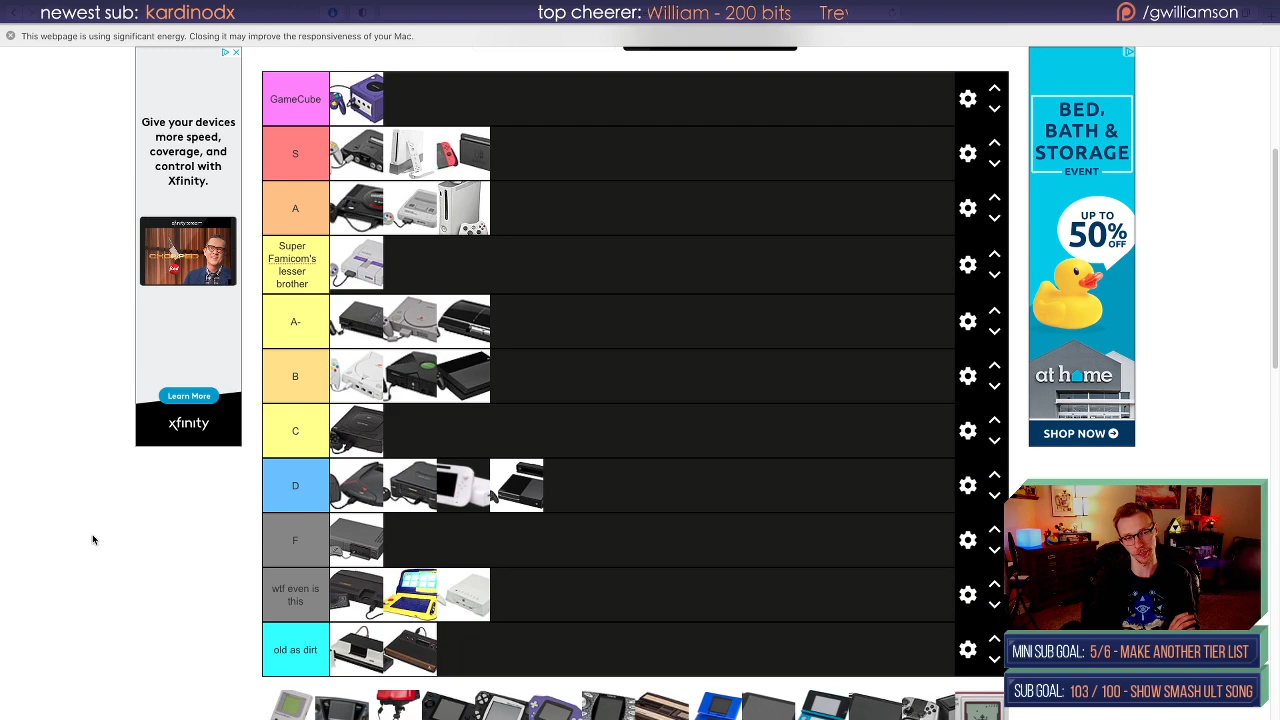 newest sub: kardinodx
top cheerer: William - 200 bits
/gwilliamson
This webpage is using significant energy. Closing it may improve the responsiveness of your Mac.
Give your devices
more speed,
coverage, and
control with
Xfinity.
CHOPPED
Learn More
xfinity
GameCube
S
A
Super
Famicom's
lesser
brother
A-
B
C
D
F
wtf even is
this
old as dirt
BED,
BATH &
STORAGE
EVENT
UP TO
50% OFF
at home
SHOP NOW
MINI SUB GOAL: 5/6 - MAKE ANOTHER TIER LIST
SUB GOAL: 103 / 100 - SHOW SMASH ULT SONG